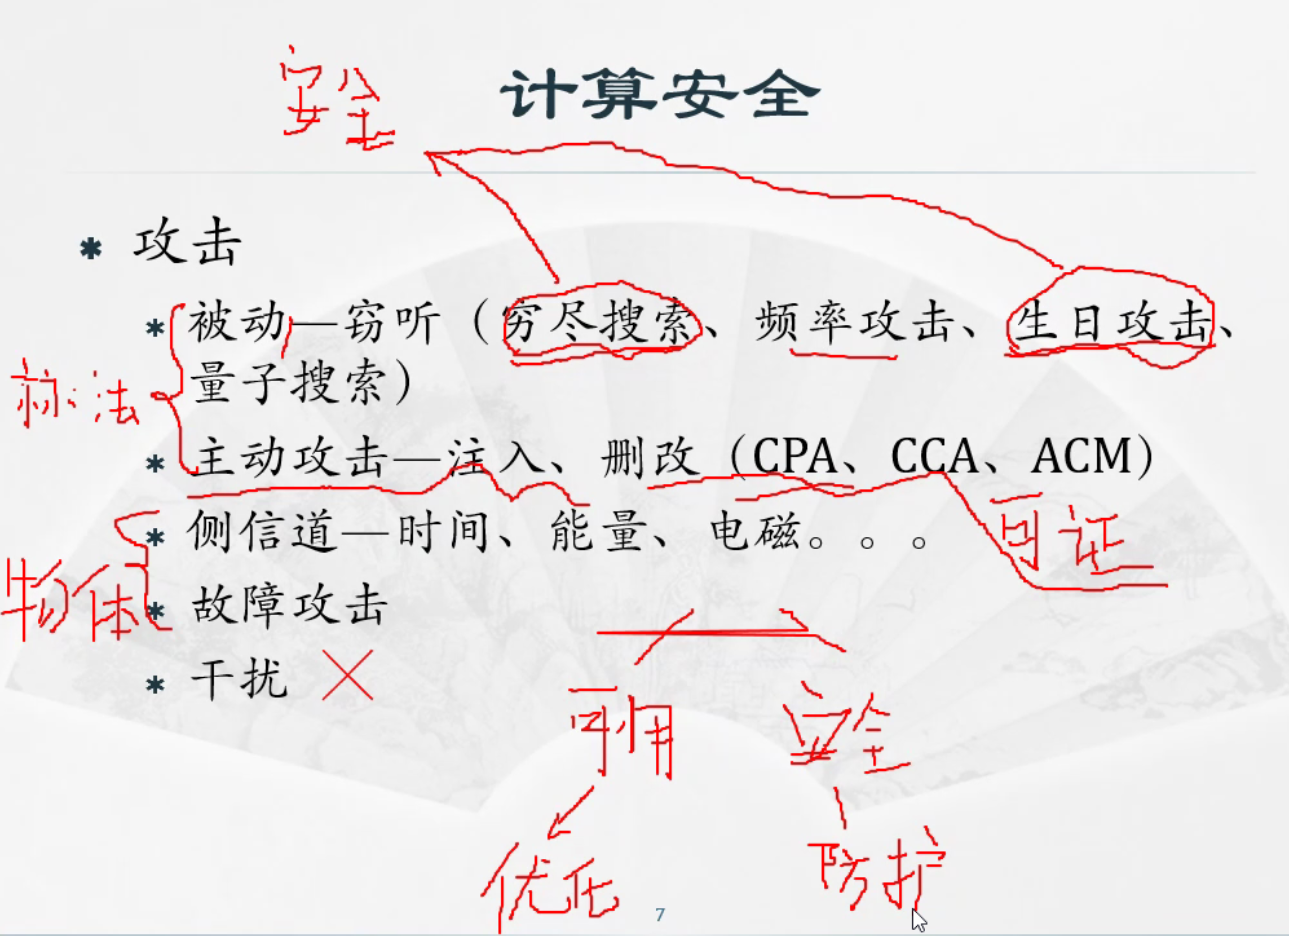 安全
计算安全
攻击
被动—窃听（穷尽搜索、频率攻击、生日攻击、
量子搜索）
主动攻击—注入、删改（CPA、CCA、ACM）
可证
侧信道—时间、能量、电磁。。。
物体
故障攻击
干扰
可用
安全
优化
防护
7